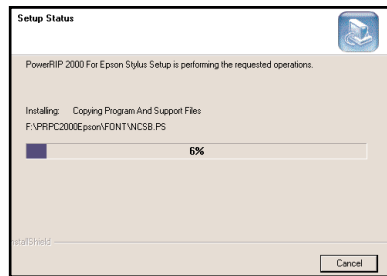 Setup Status
PowerRIP 2000 For Epson Stylus Setup is performing the requested operations.
Installing: Copying Program And Support Files
F:\PRPC2000Epson\FONT\NCSB.PS
6%
nstallShield
Cancel